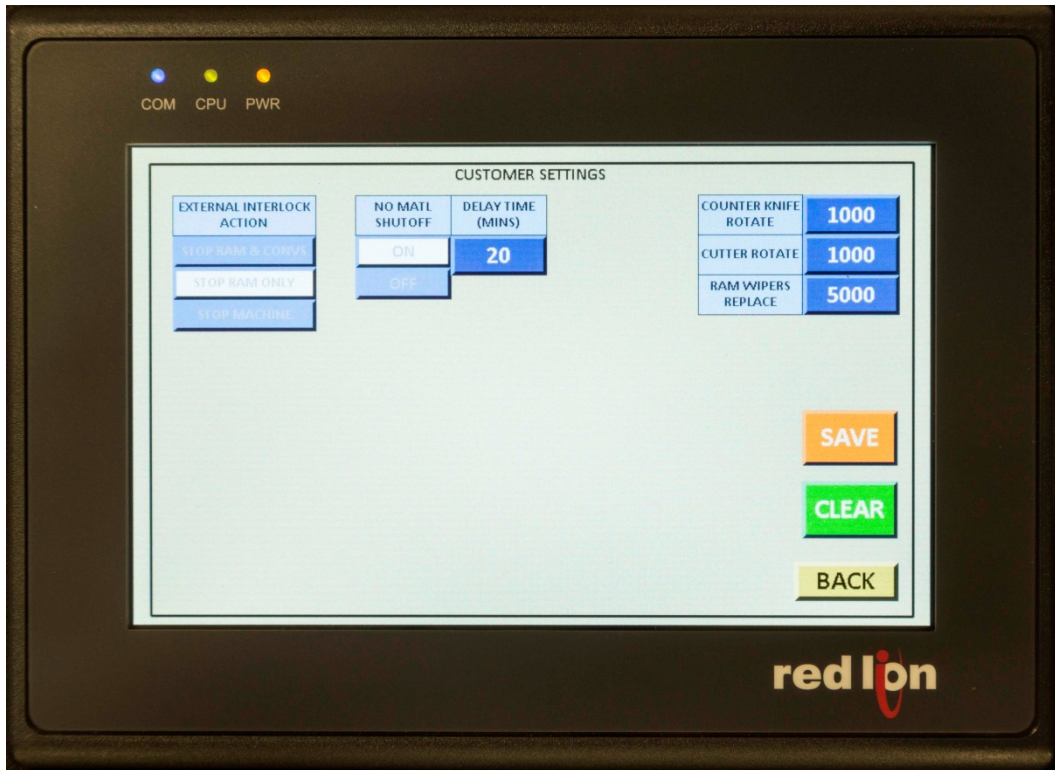 COM CPU PWR
CUSTOMER SETTINGS
EXTERNAL INTERLOCK
ACTION
STOP RAM & CONVS
STOP RAM ONLY
STOP MACHINE
NO MATL
SHUTOFF
ON
OFF
DELAY TIME
(MINS)
20
COUNTER KNIFE
ROTATE
1000
CUTTER ROTATE
1000
RAM WIPERS
REPLACE
5000
SAVE
CLEAR
BACK
red lion